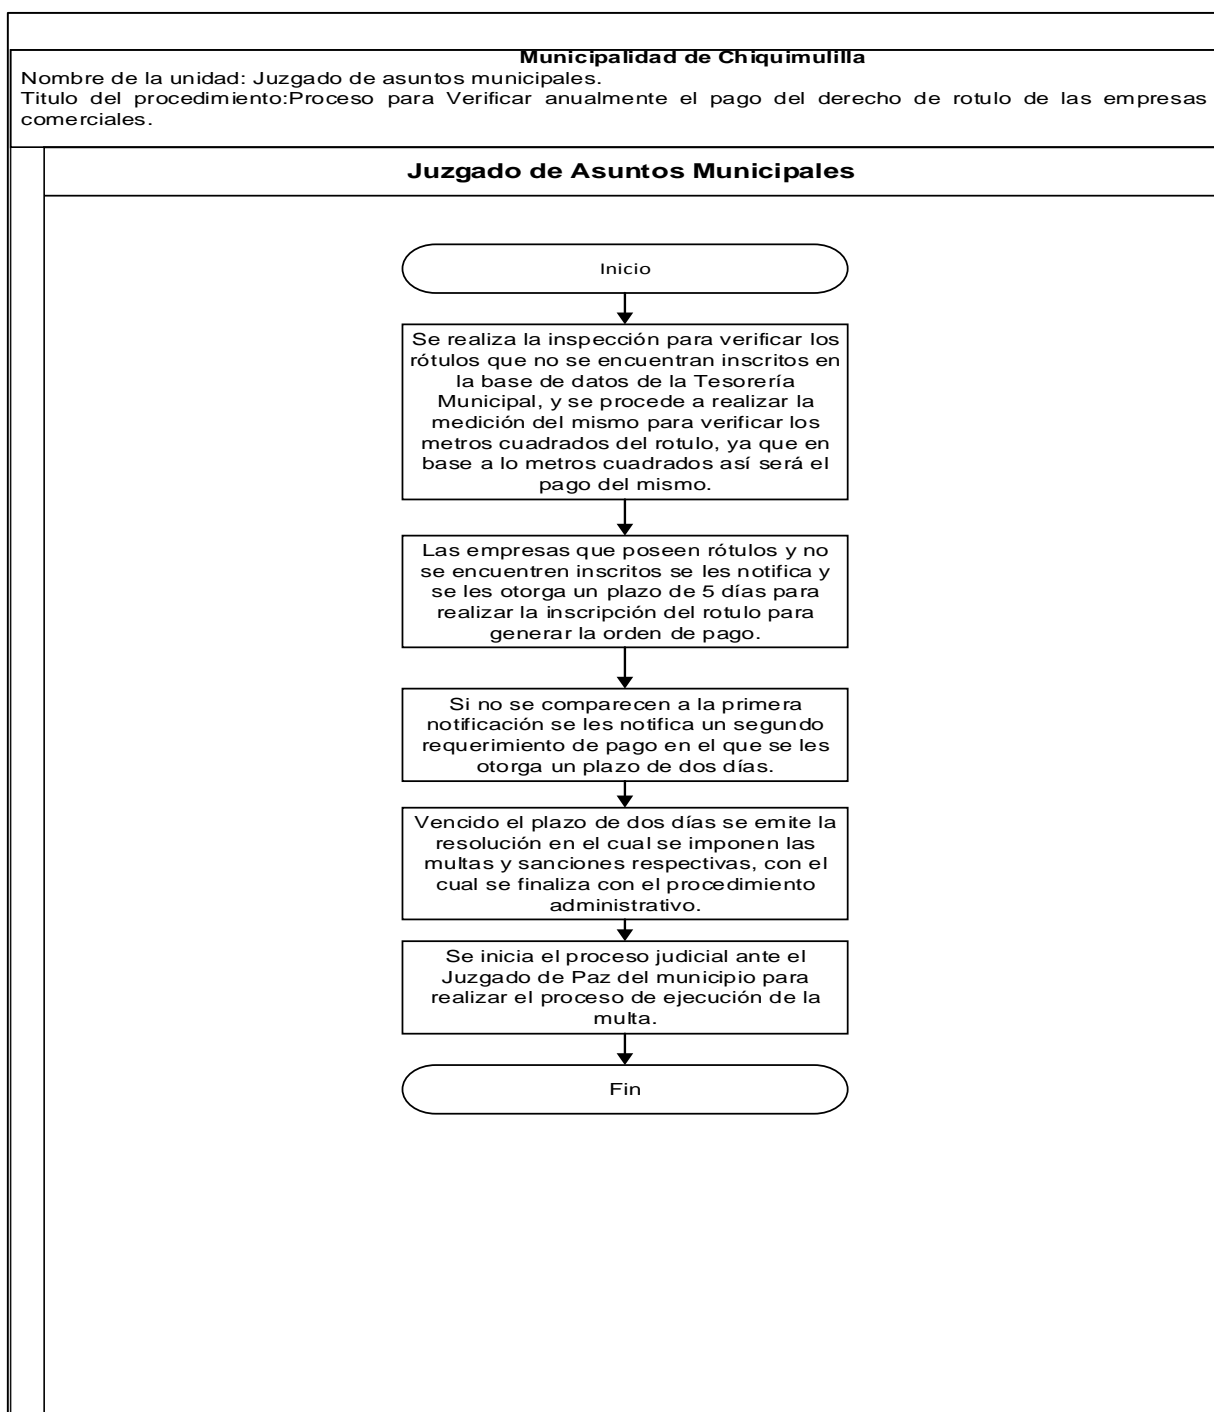 Municipalidad de Chiquimulilla
Nombre de la unidad: Juzgado de asuntos municipales.
Titulo del procedimiento:Proceso para Verificar anualmente el pago del derecho de rotulo de las empresas
comerciales.
Juzgado de Asuntos Municipales
Inicio
Se realiza la inspección para verificar los
rótulos que no se encuentran inscritos en
la base de datos de la Tesorería
Municipal, y se procede a realizar la
medición del mismo para verificar los
metros cuadrados del rotulo, ya que en
base a lo metros cuadrados así será el
pago del mismo.
Las empresas que poseen rótulos y no
se encuentren inscritos se les notifica y
se les otorga un plazo de 5 días para
realizar la inscripción del rotulo para
generar la orden de pago.
Si no se comparecen a la primera
notificación se les notifica un segundo
requerimiento de pago en el que se les
otorga un plazo de dos días.
Vencido el plazo de dos días se emite la
resolución en el cual se imponen las
multas y sanciones respectivas, con el
cual se finaliza con el procedimiento
administrativo.
Se inicia el proceso judicial ante el
Juzgado de Paz del municipio para
realizar el proceso de ejecución de la
multa.
Fin